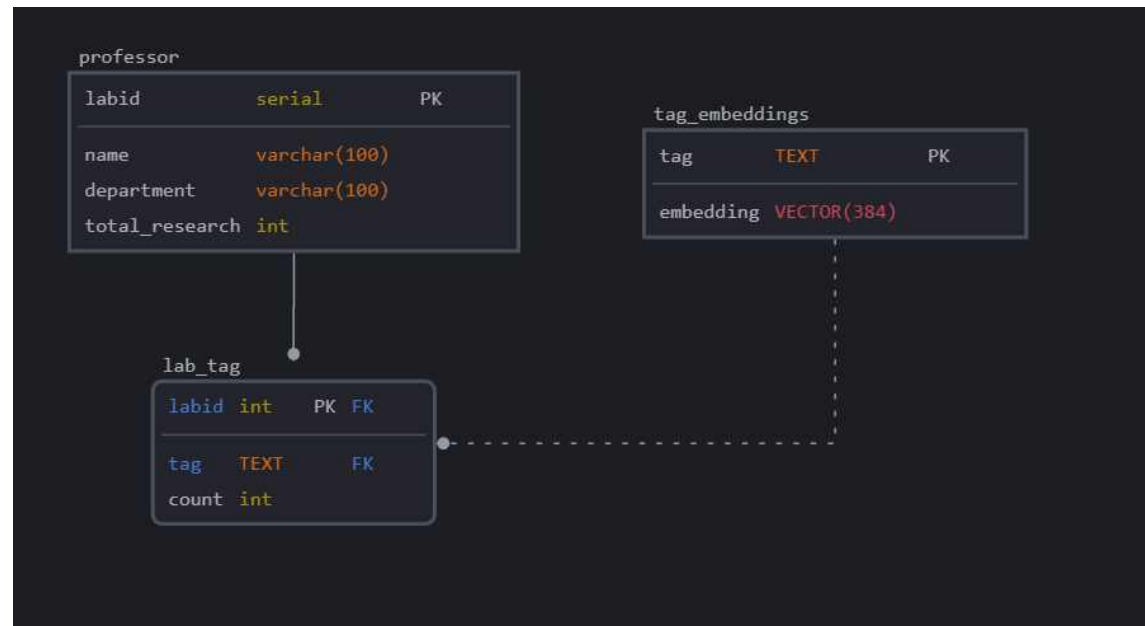 professor
labid serial PK
name varchar(100)
department varchar(100)
total_research int
tag_embeddings
tag TEXT PK
embedding VECTOR(384)
lab_tag
labid int PK FK
tag TEXT FK
count int